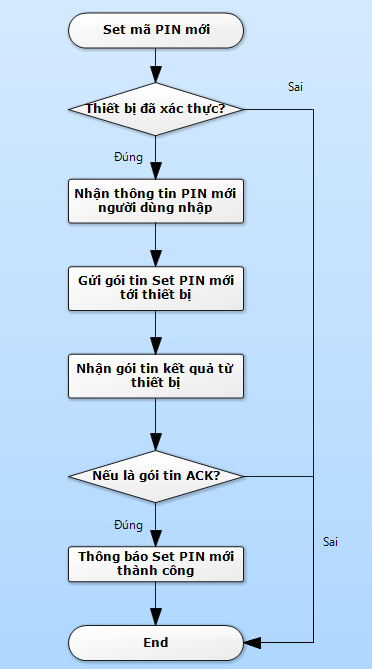 Set mã PIN mới
Sai
Thiết bị đã xác thực?
Đúng
Nhận thông tin PIN mới
người dùng nhập
Gửi gói tin Set PIN mới
tới thiết bị
Nhận gói tin kết quả từ
thiết bị
Nếu là gói tin ACK?
Đúng
Sai
Thông báo Set PIN mới
thành công
End